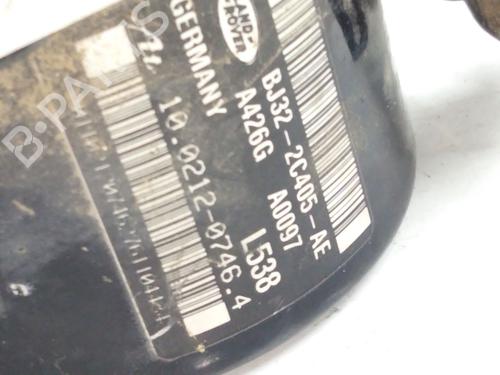 LAND
ROVER
GERMANY
BJ32-2C405-AE
A426G A0097
L538
10.0212-0746.4
B-PARTS